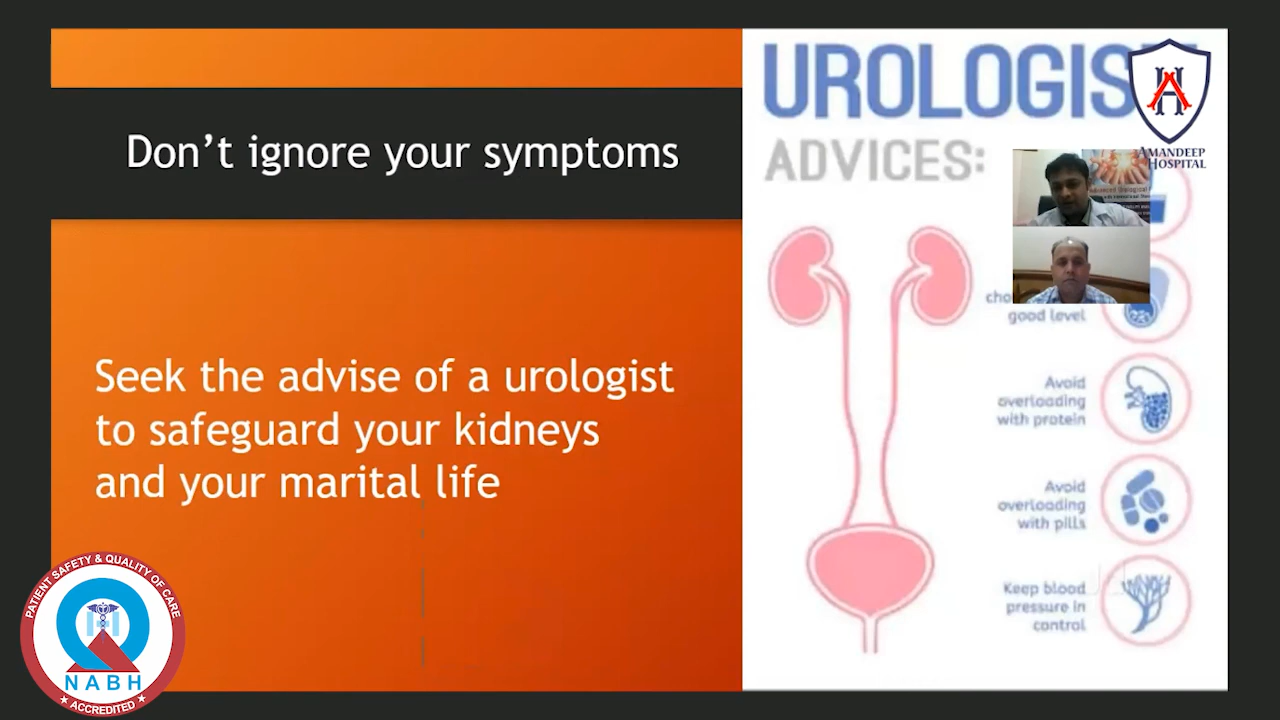 Don't ignore your symptoms
Seek the advise of a urologist
to safeguard your kidneys
and your marital life
UROLOGIS
ADVICES:
AMANDEEP
HOSPITAL
good level
Avoid
overloading
with protein
Avoid
overloading
with pills
Keep blood
pressure in
control
PATIENT SAFETY & QUALITY OF CARE
NABH
ACCREDITED